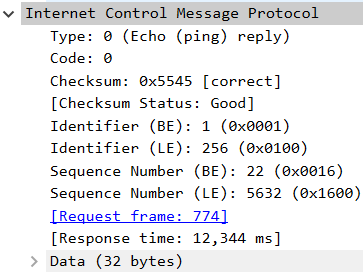 Internet Control Message Protocol
Type: 0 (Echo (ping) reply)
Code: 0
Checksum: 0x5545 [correct]
[Checksum Status: Good]
Identifier (BE): 1 (0x0001)
Identifier (LE): 256 (0x0100)
Sequence Number (BE): 22 (0x0016)
Sequence Number (LE): 5632 (0x1600)
[Request frame: 774]
[Response time: 12,344 ms]
Data (32 bytes)